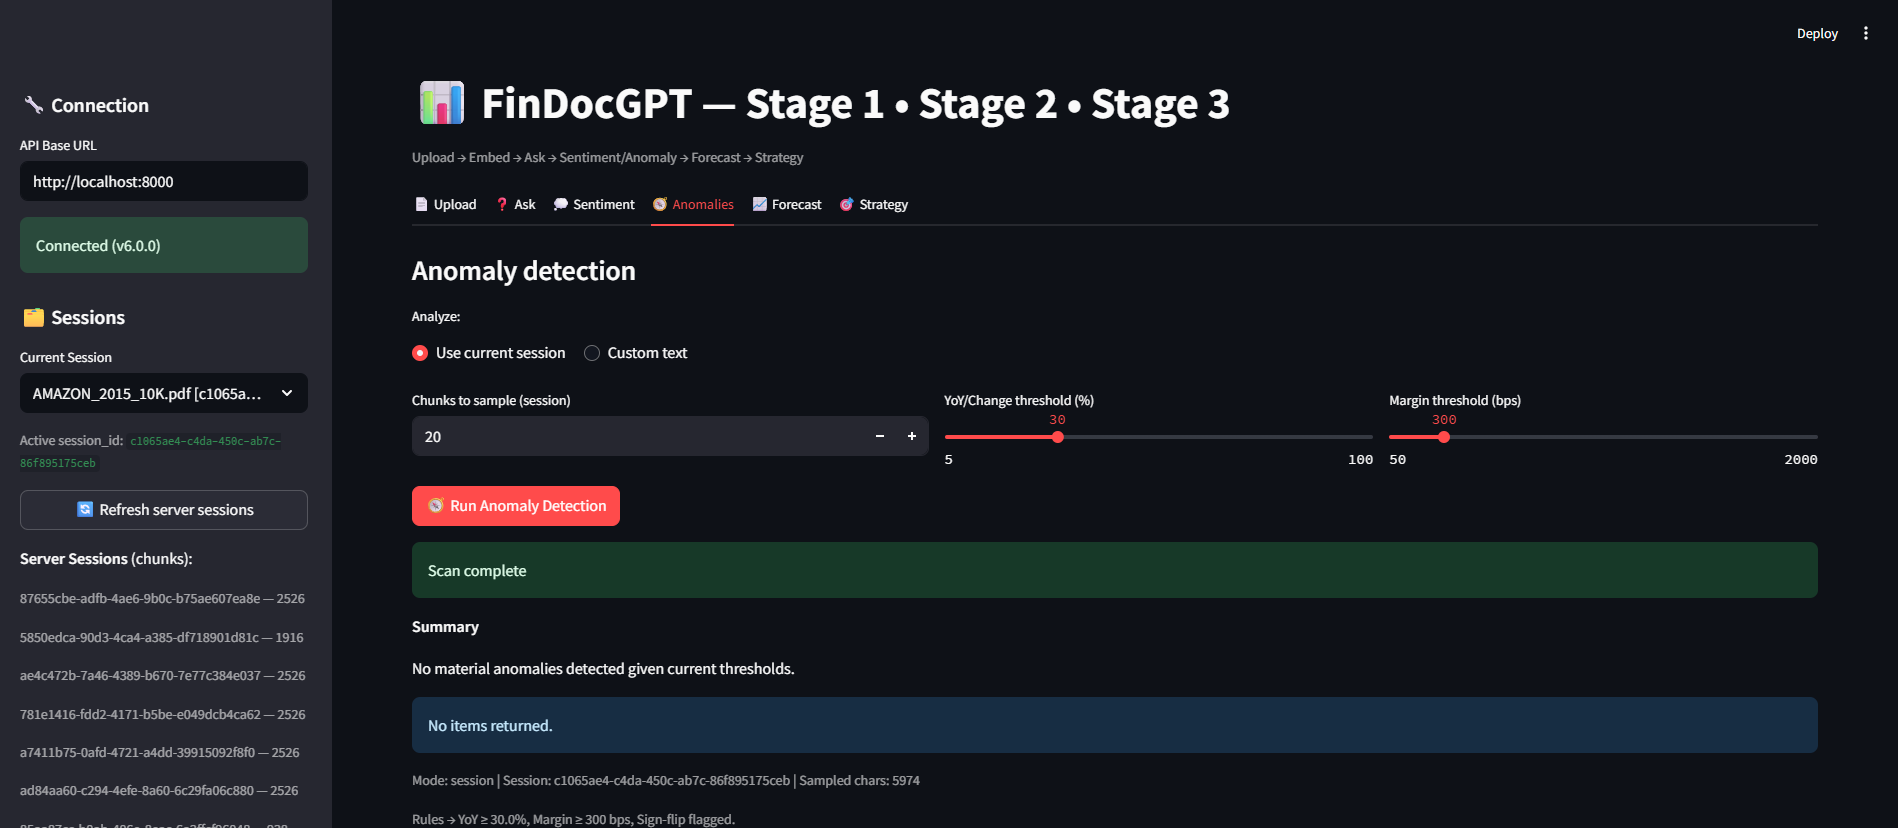 Deploy
Connection
API Base URL
http://localhost:8000
Connected (v6.0.0)
Sessions
Current Session
AMAZON_2015_10K.pdf [c1065a...
Active session_id: c1065ae4-c4da-450c-ab7c-
86f895175ceb
Refresh server sessions
Server Sessions (chunks):
87655cbe-adfb-4ae6-9b0c-b75ae607ea8e — 2526
5850edca-90d3-4ca4-a385-df718901d81c — 1916
ae4c472b-7a46-4389-b670-7e77c384e037 — 2526
781e1416-fdd2-4171-b5be-e049dcb4ca62 — 2526
a7411b75-0afd-4721-a4dd-39915092f8f0 — 2526
ad84aa60-c294-4efe-8a60-6c29fa06c880 — 2526
FinDocGPT — Stage 1 • Stage 2 • Stage 3
Upload → Embed → Ask → Sentiment/Anomaly → Forecast → Strategy
Upload Ask Sentiment Anomalies Forecast Strategy
Anomaly detection
Analyze:
Use current session Custom text
Chunks to sample (session) YoY/Change threshold (%) Margin threshold (bps)
30 300
20 − +
5 100 50 2000
Run Anomaly Detection
Scan complete
Summary
No material anomalies detected given current thresholds.
No items returned.
Mode: session | Session: c1065ae4-c4da-450c-ab7c-86f895175ceb | Sampled chars: 5974
Rules → YoY ≥ 30.0%, Margin ≥ 300 bps, Sign-flip flagged.